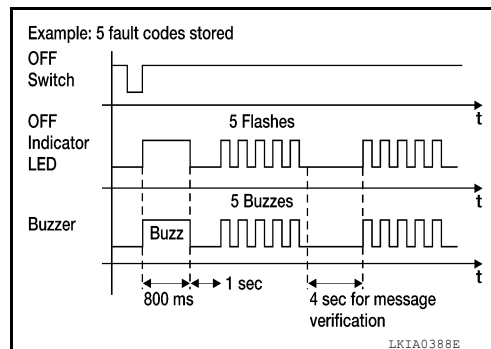 Example: 5 fault codes stored
OFF
Switch
t
OFF
Indicator
LED
5 Flashes
t
5 Buzzes
Buzzer
Buzz
t
800 ms
1 sec
4 sec for message
verification
LKIA0388E